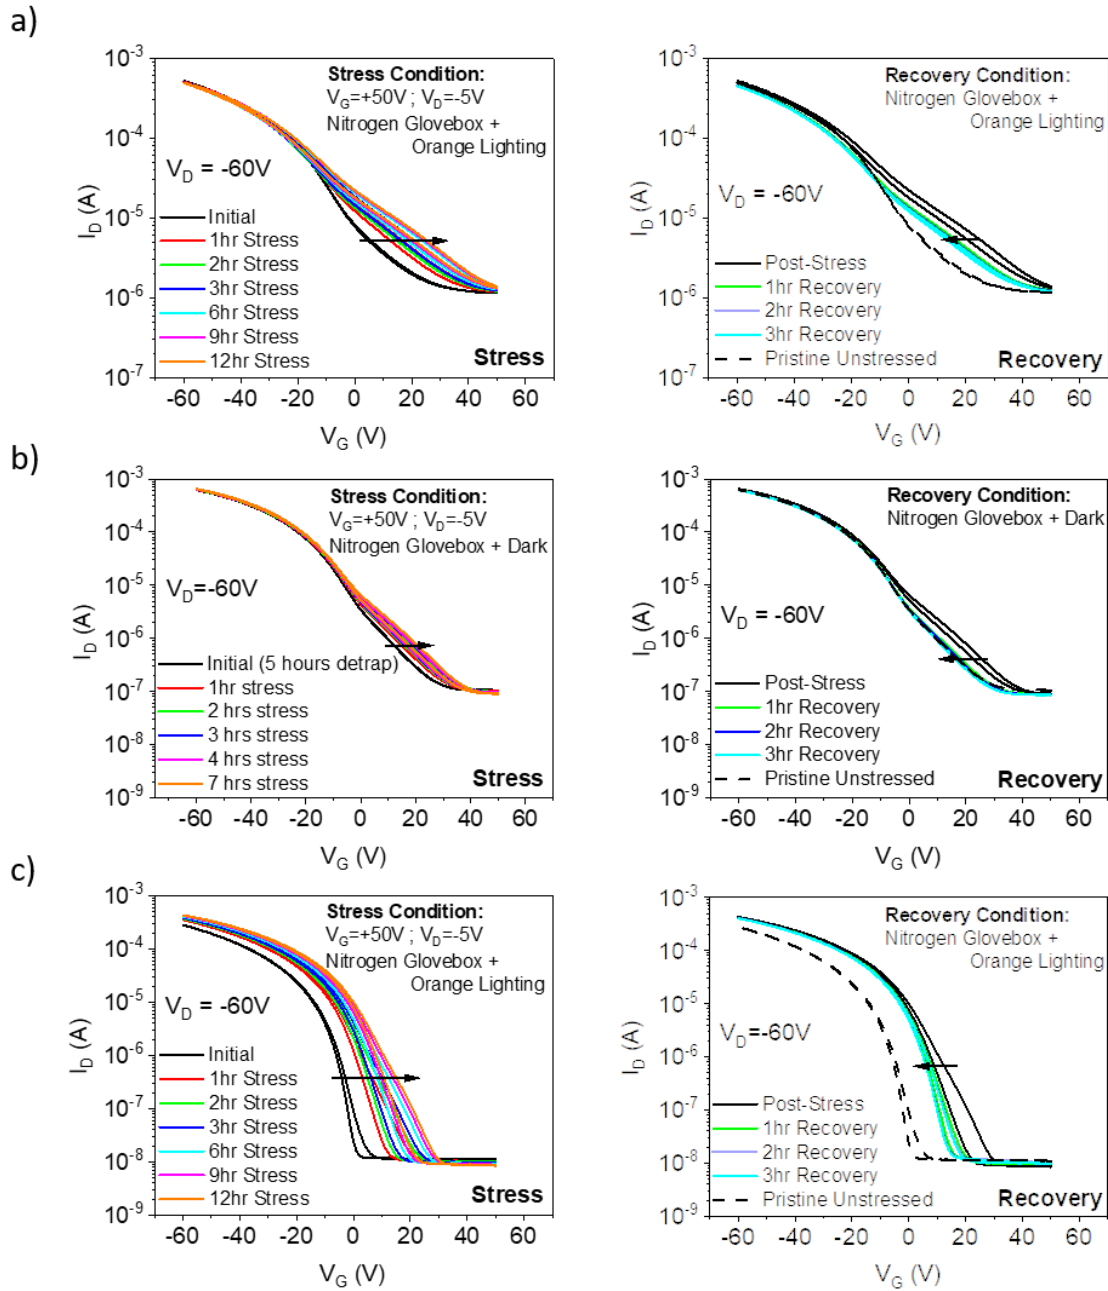 a)
10⁻³
10⁻⁴
10⁻⁵
10⁻⁶
10⁻⁷
I_D (A)
Stress Condition:
V_G=+50V ; V_D=-5V
Nitrogen Glovebox +
Orange Lighting
V_D = -60V
Initial
1hr Stress
2hr Stress
3hr Stress
6hr Stress
9hr Stress
12hr Stress
Stress
-60 -40 -20 0 20 40 60
V_G (V)
10⁻³
10⁻⁴
10⁻⁵
10⁻⁶
10⁻⁷
I_D (A)
Recovery Condition:
Nitrogen Glovebox +
Orange Lighting
V_D = -60V
Post-Stress
1hr Recovery
2hr Recovery
3hr Recovery
Pristine Unstressed
Recovery
-60 -40 -20 0 20 40 60
V_G (V)
b)
10⁻³
10⁻⁴
10⁻⁵
10⁻⁶
10⁻⁷
10⁻⁸
10⁻⁹
I_D (A)
Stress Condition:
V_G=+50V ; V_D=-5V
Nitrogen Glovebox + Dark
V_D=-60V
Initial (5 hours detrap)
1hr stress
2 hrs stress
3 hrs stress
4 hrs stress
7 hrs stress
Stress
-60 -40 -20 0 20 40 60
V_G (V)
10⁻³
10⁻⁴
10⁻⁵
10⁻⁶
10⁻⁷
10⁻⁸
10⁻⁹
I_D (A)
Recovery Condition:
Nitrogen Glovebox + Dark
V_D = -60V
Post-Stress
1hr Recovery
2hr Recovery
3hr Recovery
Pristine Unstressed
Recovery
-60 -40 -20 0 20 40 60
V_G (V)
c)
10⁻³
10⁻⁴
10⁻⁵
10⁻⁶
10⁻⁷
10⁻⁸
10⁻⁹
I_D (A)
Stress Condition:
V_G=+50V ; V_D=-5V
Nitrogen Glovebox +
Orange Lighting
V_D = -60V
Initial
1hr Stress
2hr Stress
3hr Stress
6hr Stress
9hr Stress
12hr Stress
Stress
-60 -40 -20 0 20 40 60
V_G (V)
10⁻³
10⁻⁴
10⁻⁵
10⁻⁶
10⁻⁷
10⁻⁸
10⁻⁹
I_D (A)
Recovery Condition:
Nitrogen Glovebox +
Orange Lighting
V_D=-60V
Post-Stress
1hr Recovery
2hr Recovery
3hr Recovery
Pristine Unstressed
Recovery
-60 -40 -20 0 20 40 60
V_G (V)